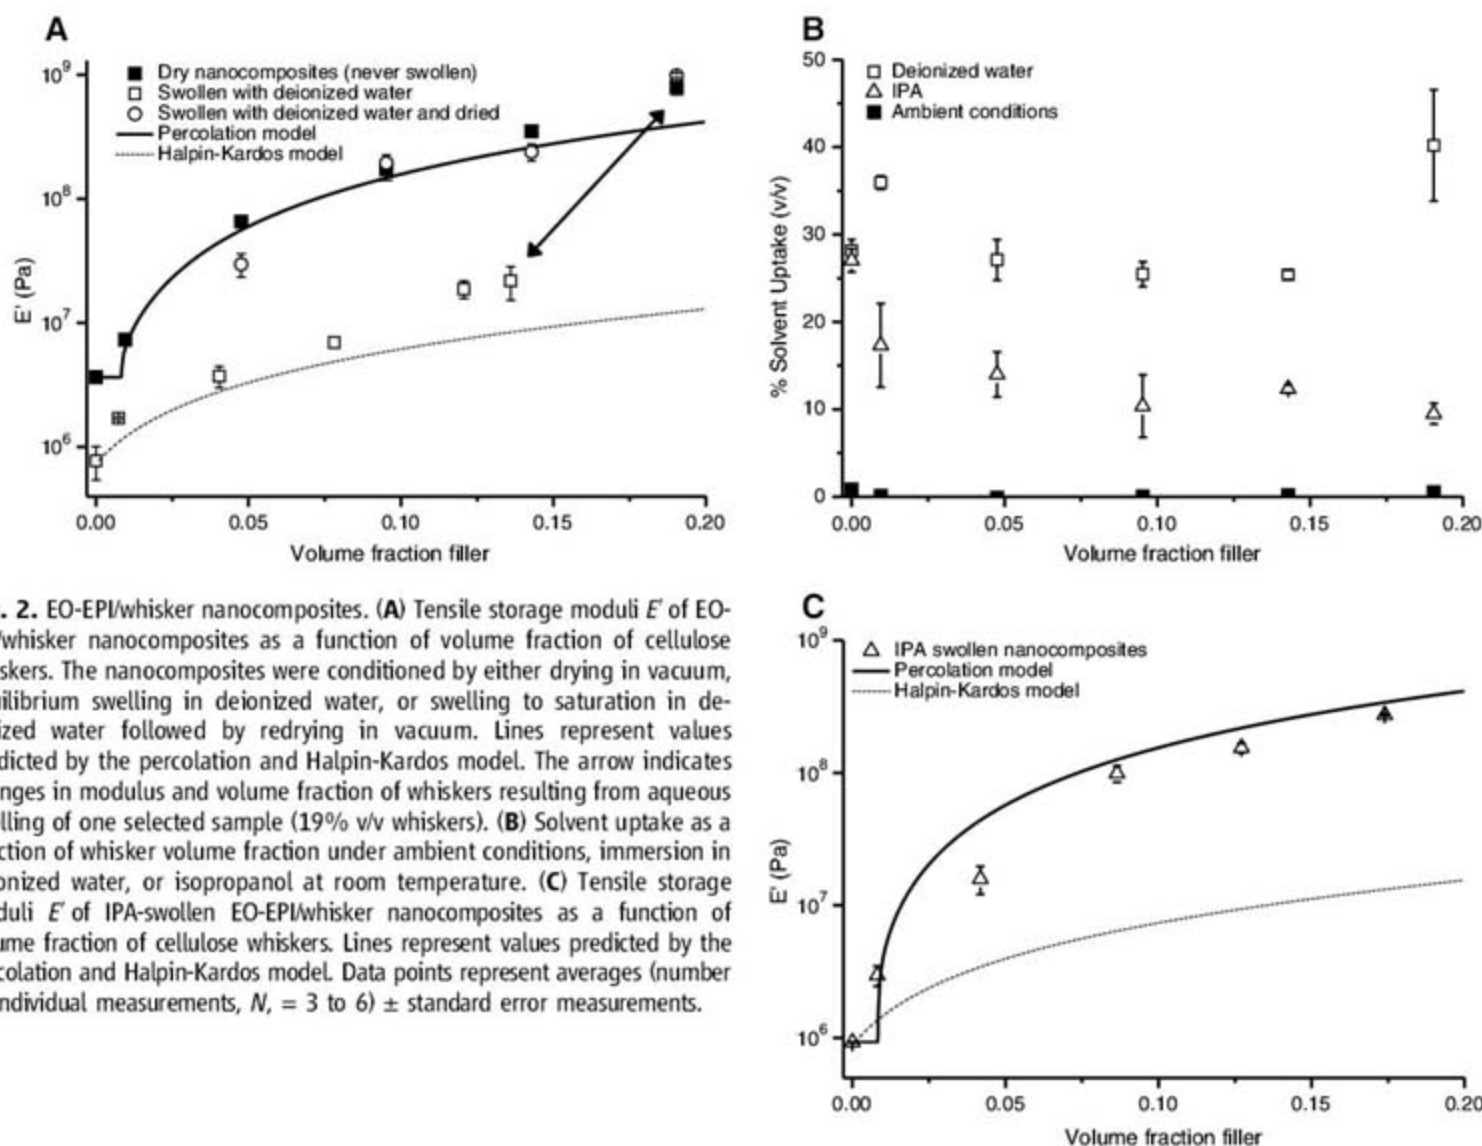 A
10⁹
10⁸
10⁷
10⁶
E' (Pa)
Dry nanocomposites (never swollen)
Swollen with deionized water
Swollen with deionized water and dried
Percolation model
Halpin-Kardos model
0.00 0.05 0.10 0.15 0.20
Volume fraction filler
B
50
40
30
20
10
0
% Solvent Uptake (v/v)
Deionized water
IPA
Ambient conditions
0.00 0.05 0.10 0.15 0.20
Volume fraction filler
. 2. EO-EPI/whisker nanocomposites. (A) Tensile storage moduli E' of EO-
/whisker nanocomposites as a function of volume fraction of cellulose
skers. The nanocomposites were conditioned by either drying in vacuum,
ilibrium swelling in deionized water, or swelling to saturation in de-
ized water followed by redrying in vacuum. Lines represent values
dicted by the percolation and Halpin-Kardos model. The arrow indicates
nges in modulus and volume fraction of whiskers resulting from aqueous
lling of one selected sample (19% v/v whiskers). (B) Solvent uptake as a
ction of whisker volume fraction under ambient conditions, immersion in
onized water, or isopropanol at room temperature. (C) Tensile storage
duli E' of IPA-swollen EO-EPI/whisker nanocomposites as a function of
ume fraction of cellulose whiskers. Lines represent values predicted by the
colation and Halpin-Kardos model. Data points represent averages (number
ndividual measurements, N, = 3 to 6) ± standard error measurements.
C
10⁹
10⁸
10⁷
10⁶
E' (Pa)
IPA swollen nanocomposites
Percolation model
Halpin-Kardos model
0.00 0.05 0.10 0.15 0.20
Volume fraction filler